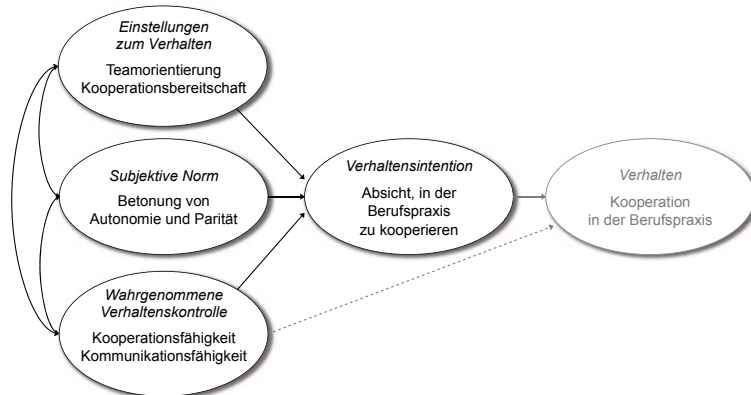 Einstellungen
zum Verhalten
Teamorientierung
Kooperationsbereitschaft
Subjektive Norm
Betonung von
Autonomie und Parität
Wahrgenommene
Verhaltenskontrolle
Kooperationsfähigkeit
Kommunikationsfähigkeit
Verhaltensintention
Absicht, in der
Berufspraxis
zu kooperieren
Verhalten
Kooperation
in der Berufspraxis